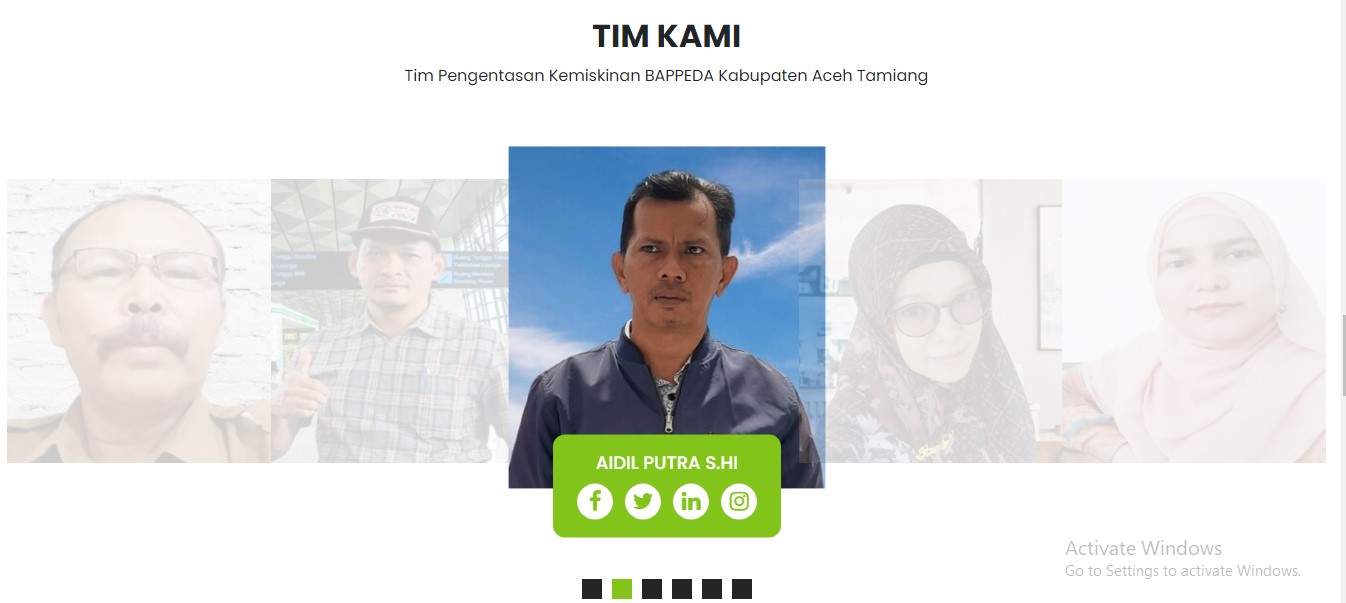 TIM KAMI
Tim Pengentasan Kemiskinan BAPPEDA Kabupaten Aceh Tamiang
AIDIL PUTRA S.HI
Activate Windows
Go to Settings to activate Windows.